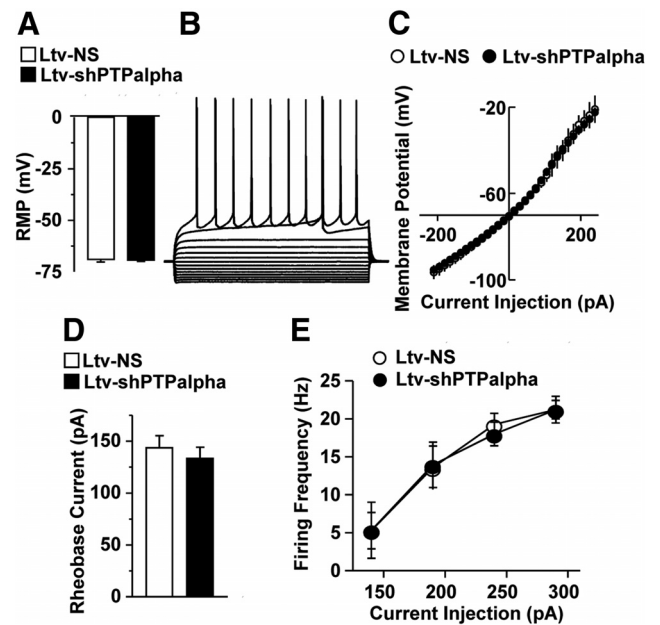 A
Ltv-NS
Ltv-shPTPalpha
0
-25
-50
-75
RMP (mV)
B
C
Ltv-NS Ltv-shPTPalpha
Membrane Potential (mV)
-20
-60
-200 200
-100
Current Injection (pA)
D
Ltv-NS
Ltv-shPTPalpha
Rheobase Current (pA)
150
100
50
0
E
Ltv-NS
Ltv-shPTPalpha
Firing Frequency (Hz)
25
20
15
10
5
0
150 200 250 300
Current Injection (pA)